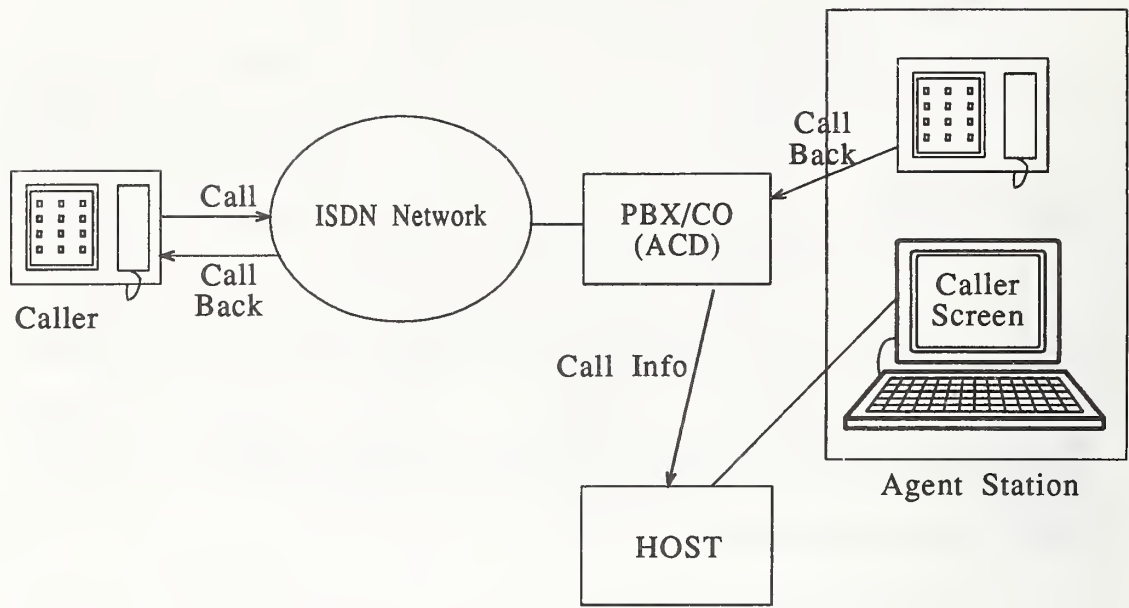 Call
Back
Call
ISDN Network
PBX/CO
(ACD)
Call
Back
Caller
Caller
Screen
Call Info
Agent Station
HOST